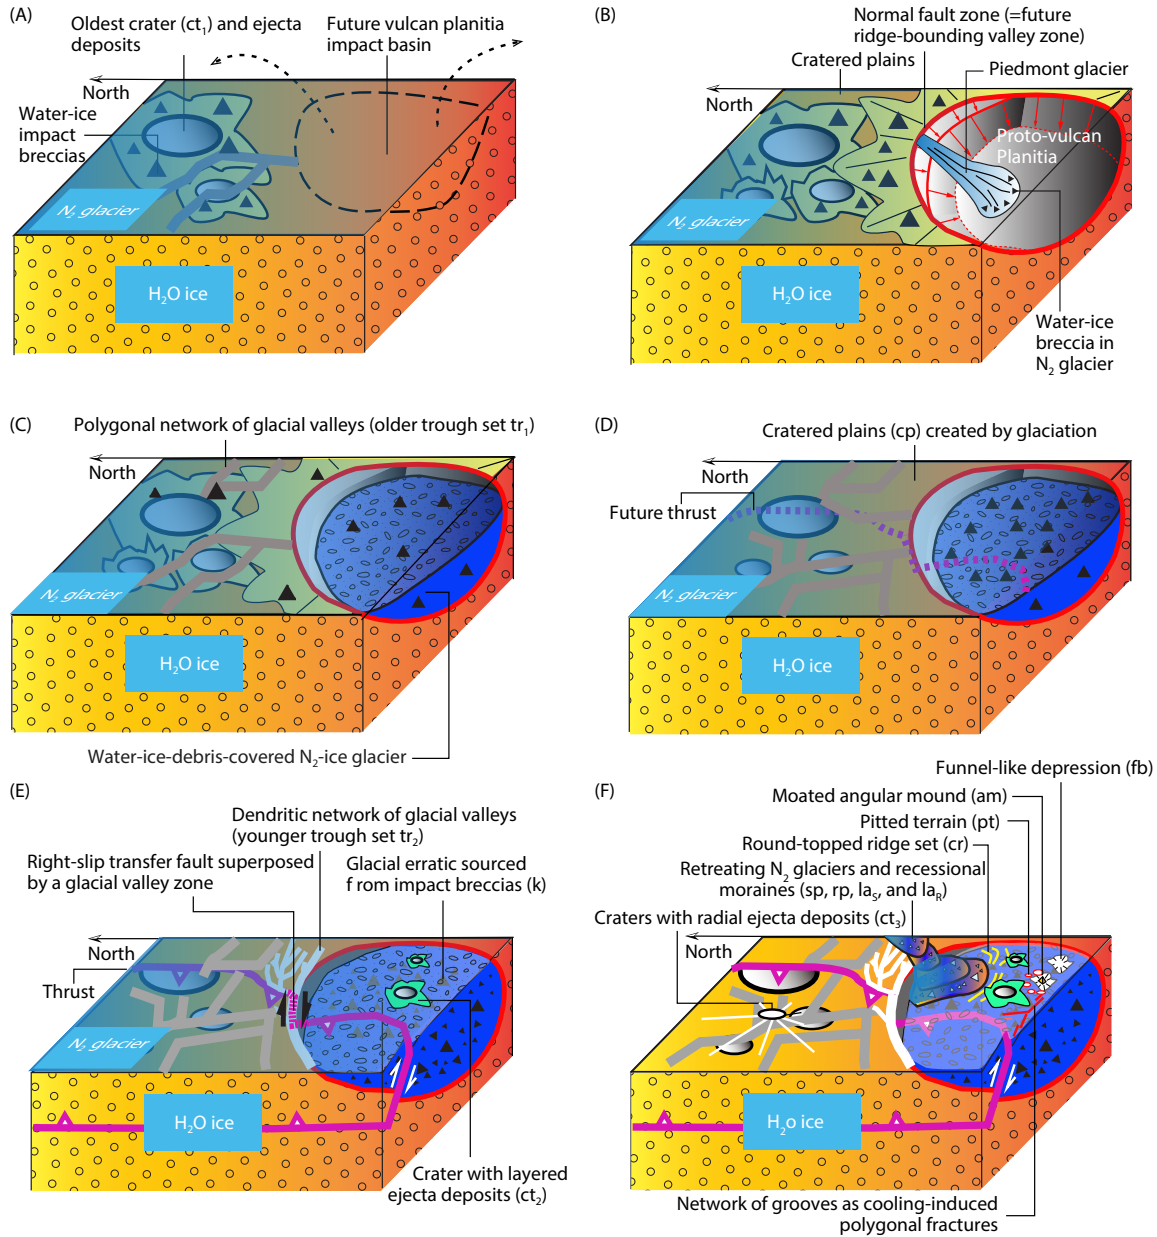 (A)
Oldest crater (ct1) and ejecta
deposits
Future vulcan planitia
impact basin
North
Water-ice
impact
breccias
N2 glacier
H2O ice
(B)
Normal fault zone (=future
ridge-bounding valley zone)
Cratered plains
Piedmont glacier
North
Proto-vulcan
Planitia
N2 glacier
H2O ice
Water-ice
breccia in
N2 glacier
(C)
Polygonal network of glacial valleys (older trough set tr1)
North
N2 glacier
H2O ice
Water-ice-debris-covered N2-ice glacier
(D)
Cratered plains (cp) created by glaciation
North
Future thrust
N2 glacier
H2O ice
(E)
Dendritic network of glacial valleys
(younger trough set tr2)
Right-slip transfer fault superposed
by a glacial valley zone
Glacial erratic sourced
f rom impact breccias (k)
North
Thrust
N2 glacier
H2O ice
Crater with layered
ejecta deposits (ct2)
(F)
Funnel-like depression (fb)
Moated angular mound (am)
Pitted terrain (pt)
Round-topped ridge set (cr)
Retreating N2 glaciers and recessional
moraines (sp, rp, laS, and laR)
Craters with radial ejecta deposits (ct3)
North
H2o ice
Network of grooves as cooling-induced
polygonal fractures